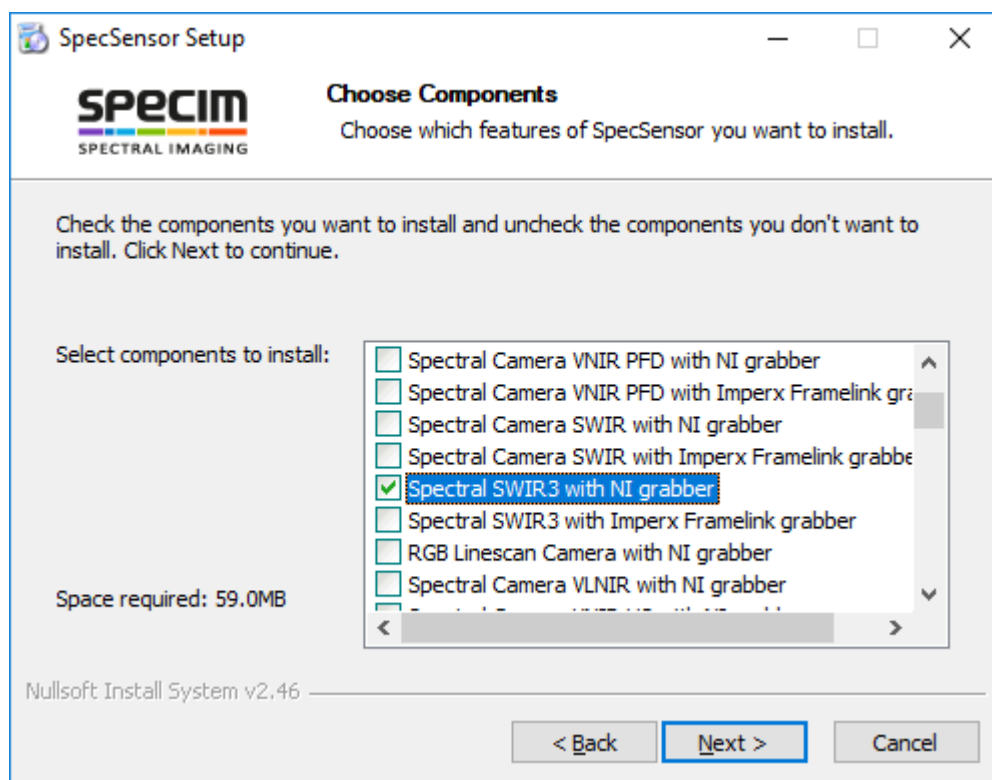 SpecSensor Setup
SPECIM
SPECTRAL IMAGING
Choose Components
Choose which features of SpecSensor you want to install.
Check the components you want to install and uncheck the components you don't want to
install. Click Next to continue.
Select components to install:
Spectral Camera VNIR PFD with NI grabber
Spectral Camera VNIR PFD with Imperx Framelink gra
Spectral Camera SWIR with NI grabber
Spectral Camera SWIR with Imperx Framelink grabbe
Spectral SWIR3 with NI grabber
Spectral SWIR3 with Imperx Framelink grabber
RGB Linescan Camera with NI grabber
Spectral Camera VLNIR with NI grabber
Space required: 59.0MB
Nullsoft Install System v2.46
< Back
Next >
Cancel